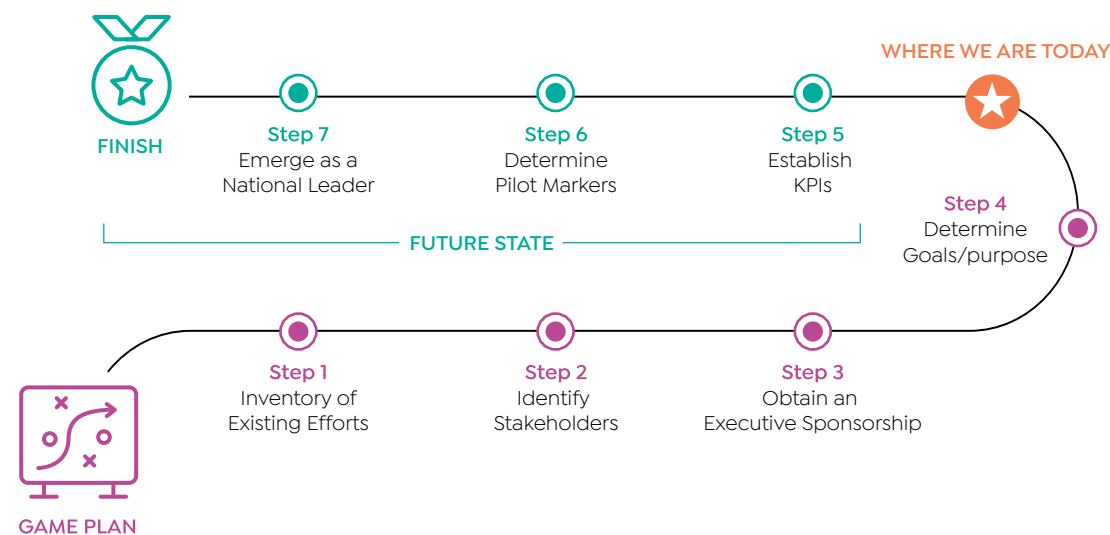 WHERE WE ARE TODAY
FINISH
Step 7
Emerge as a
National Leader
Step 6
Determine
Pilot Markers
Step 5
Establish
KPIs
Step 4
Determine
Goals/purpose
FUTURE STATE
Step 1
Inventory of
Existing Efforts
Step 2
Identify
Stakeholders
Step 3
Obtain an
Executive Sponsorship
GAME PLAN